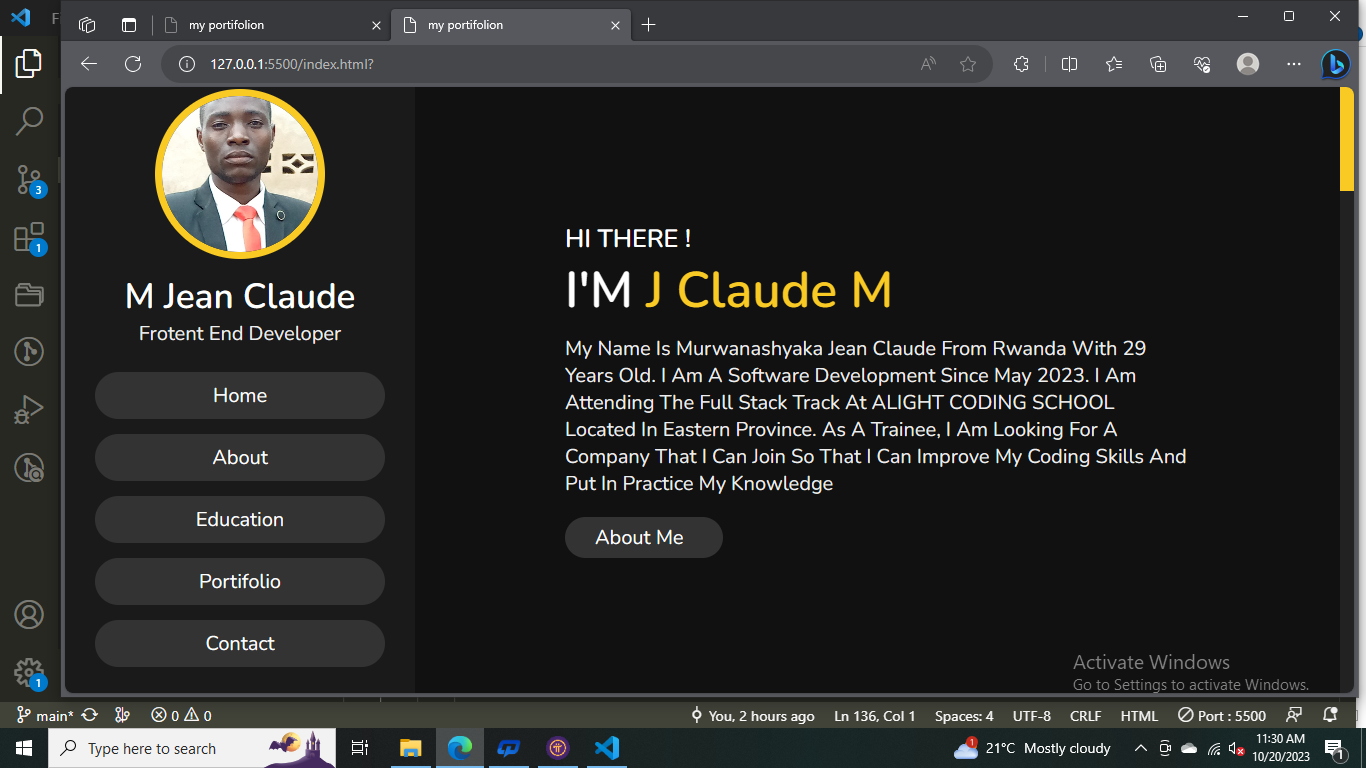 F
my portifolion
my portifolion
127.0.0.1:5500/index.html?
M Jean Claude
Frotent End Developer
Home
About
Education
Portifolio
Contact
HI THERE !
I'M J Claude M
My Name Is Murwanashyaka Jean Claude From Rwanda With 29
Years Old. I Am A Software Development Since May 2023. I Am
Attending The Full Stack Track At ALIGHT CODING SCHOOL
Located In Eastern Province. As A Trainee, I Am Looking For A
Company That I Can Join So That I Can Improve My Coding Skills And
Put In Practice My Knowledge
About Me
Activate Windows
Go to Settings to activate Windows.
3
1
1
main* 0 0 You, 2 hours ago Ln 136, Col 1 Spaces: 4 UTF-8 CRLF HTML Port : 5500
Type here to search 1 21°C Mostly cloudy 11:30 AM
10/20/2023 1